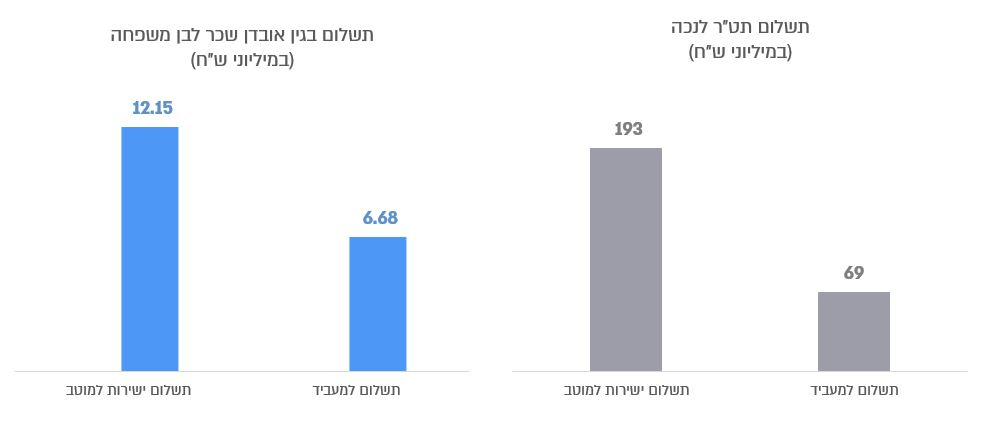 תשלום תט"ר לנכה
(במיליוני ש"ח)
193
69
תשלום למעביד
תשלום ישירות למוטב
תשלום בגין אובדן שכר לבן משפחה
(במיליוני ש"ח)
12.15
6.68
תשלום למעביד
תשלום ישירות למוטב